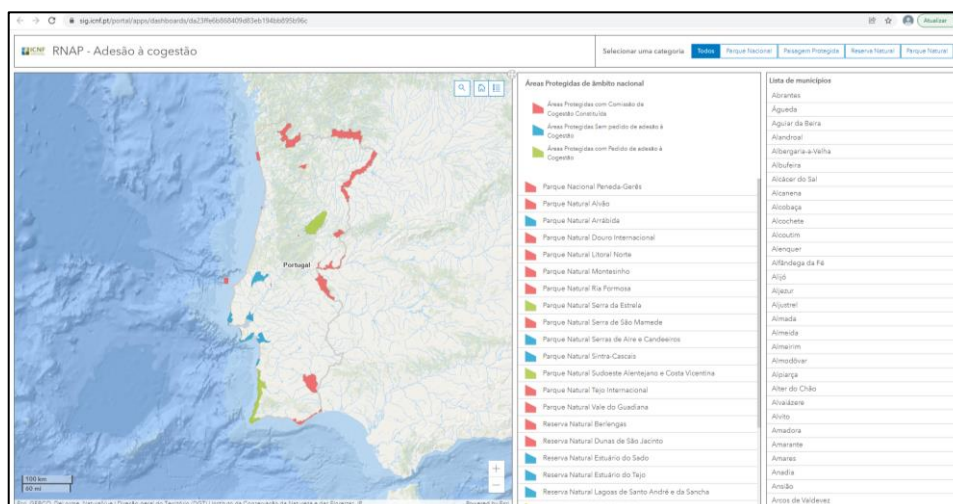 sig.icnf.pt/portal/apps/dashboards/da23ffe6b868409d83eb194bb895b96c
Atualizar
ICNF
RNAP - Adesão à cogestão
Selecionar uma categoria
Todos
Parque Nacional
Paisagem Protegida
Reserva Natural
Parque Natural
Portugal
100 km
60 mi
Áreas Protegidas de âmbito nacional
Áreas Protegidas com Comissão da
Cogestão Constituída
Áreas Protegidas Sem pedido de adesão à
Cogestão
Áreas Protegidas com Pedido de adesão à
Cogestão
Parque Nacional Peneda-Gerês
Parque Natural Alvão
Parque Natural Arrábida
Parque Natural Douro Internacional
Parque Natural Litoral Norte
Parque Natural Montesinho
Parque Natural Ria Formosa
Parque Natural Serra da Estrela
Parque Natural Serra de São Mamede
Parque Natural Serras de Aire e Candeeiros
Parque Natural Sintra-Cascais
Parque Natural Sudoeste Alentejano e Costa Vicentina
Parque Natural Tejo Internacional
Parque Natural Vale do Guadiana
Reserva Natural Berlengas
Reserva Natural Dunas de São Jacinto
Reserva Natural Estuário do Sado
Reserva Natural Estuário do Tejo
Reserva Natural Lagoas de Santo André e da Sancha
Lista de municípios
Abrantes
Águeda
Aguiar da Beira
Alandroal
Albergaria-a-Velha
Albufeira
Alcácer do Sal
Alcanena
Alcobaça
Alcochete
Alcoutim
Alenquer
Alfândega da Fé
Alijó
Aljezur
Aljustrel
Almada
Almeida
Almeirim
Almodôvar
Alpiarça
Alter do Chão
Alvaiázere
Alvito
Amadora
Amarante
Amares
Anadia
Ansião
Arcos de Valdevez